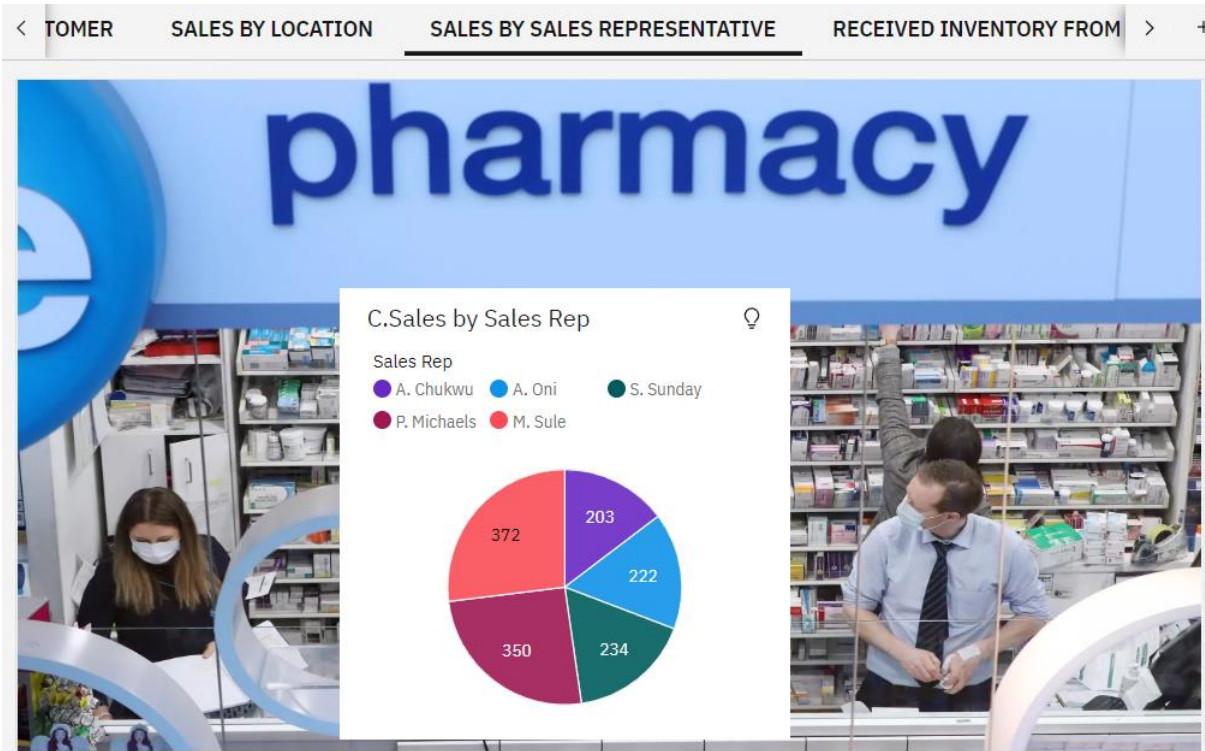 TOMER SALES BY LOCATION SALES BY SALES REPRESENTATIVE RECEIVED INVENTORY FROM
pharmacy
C.Sales by Sales Rep
Sales Rep
A. Chukwu A. Oni S. Sunday
P. Michaels M. Sule
203
372
222
350 234